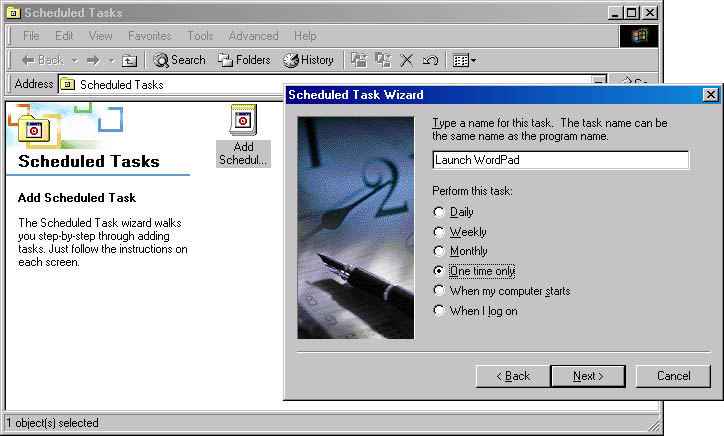 Scheduled Tasks
File Edit View Favorites Tools Advanced Help
Back Search Folders History
Address Scheduled Tasks
Scheduled Tasks
Add Scheduled Task
The Scheduled Task wizard walks
you step-by-step through adding
tasks. Just follow the instructions on
each screen.
Add
Schedul...
1 object(s) selected
Scheduled Task Wizard
Type a name for this task. The task name can be
the same name as the program name.
Launch WordPad
Perform this task:
Daily
Weekly
Monthly
One time only
When my computer starts
When I log on
< Back Next > Cancel